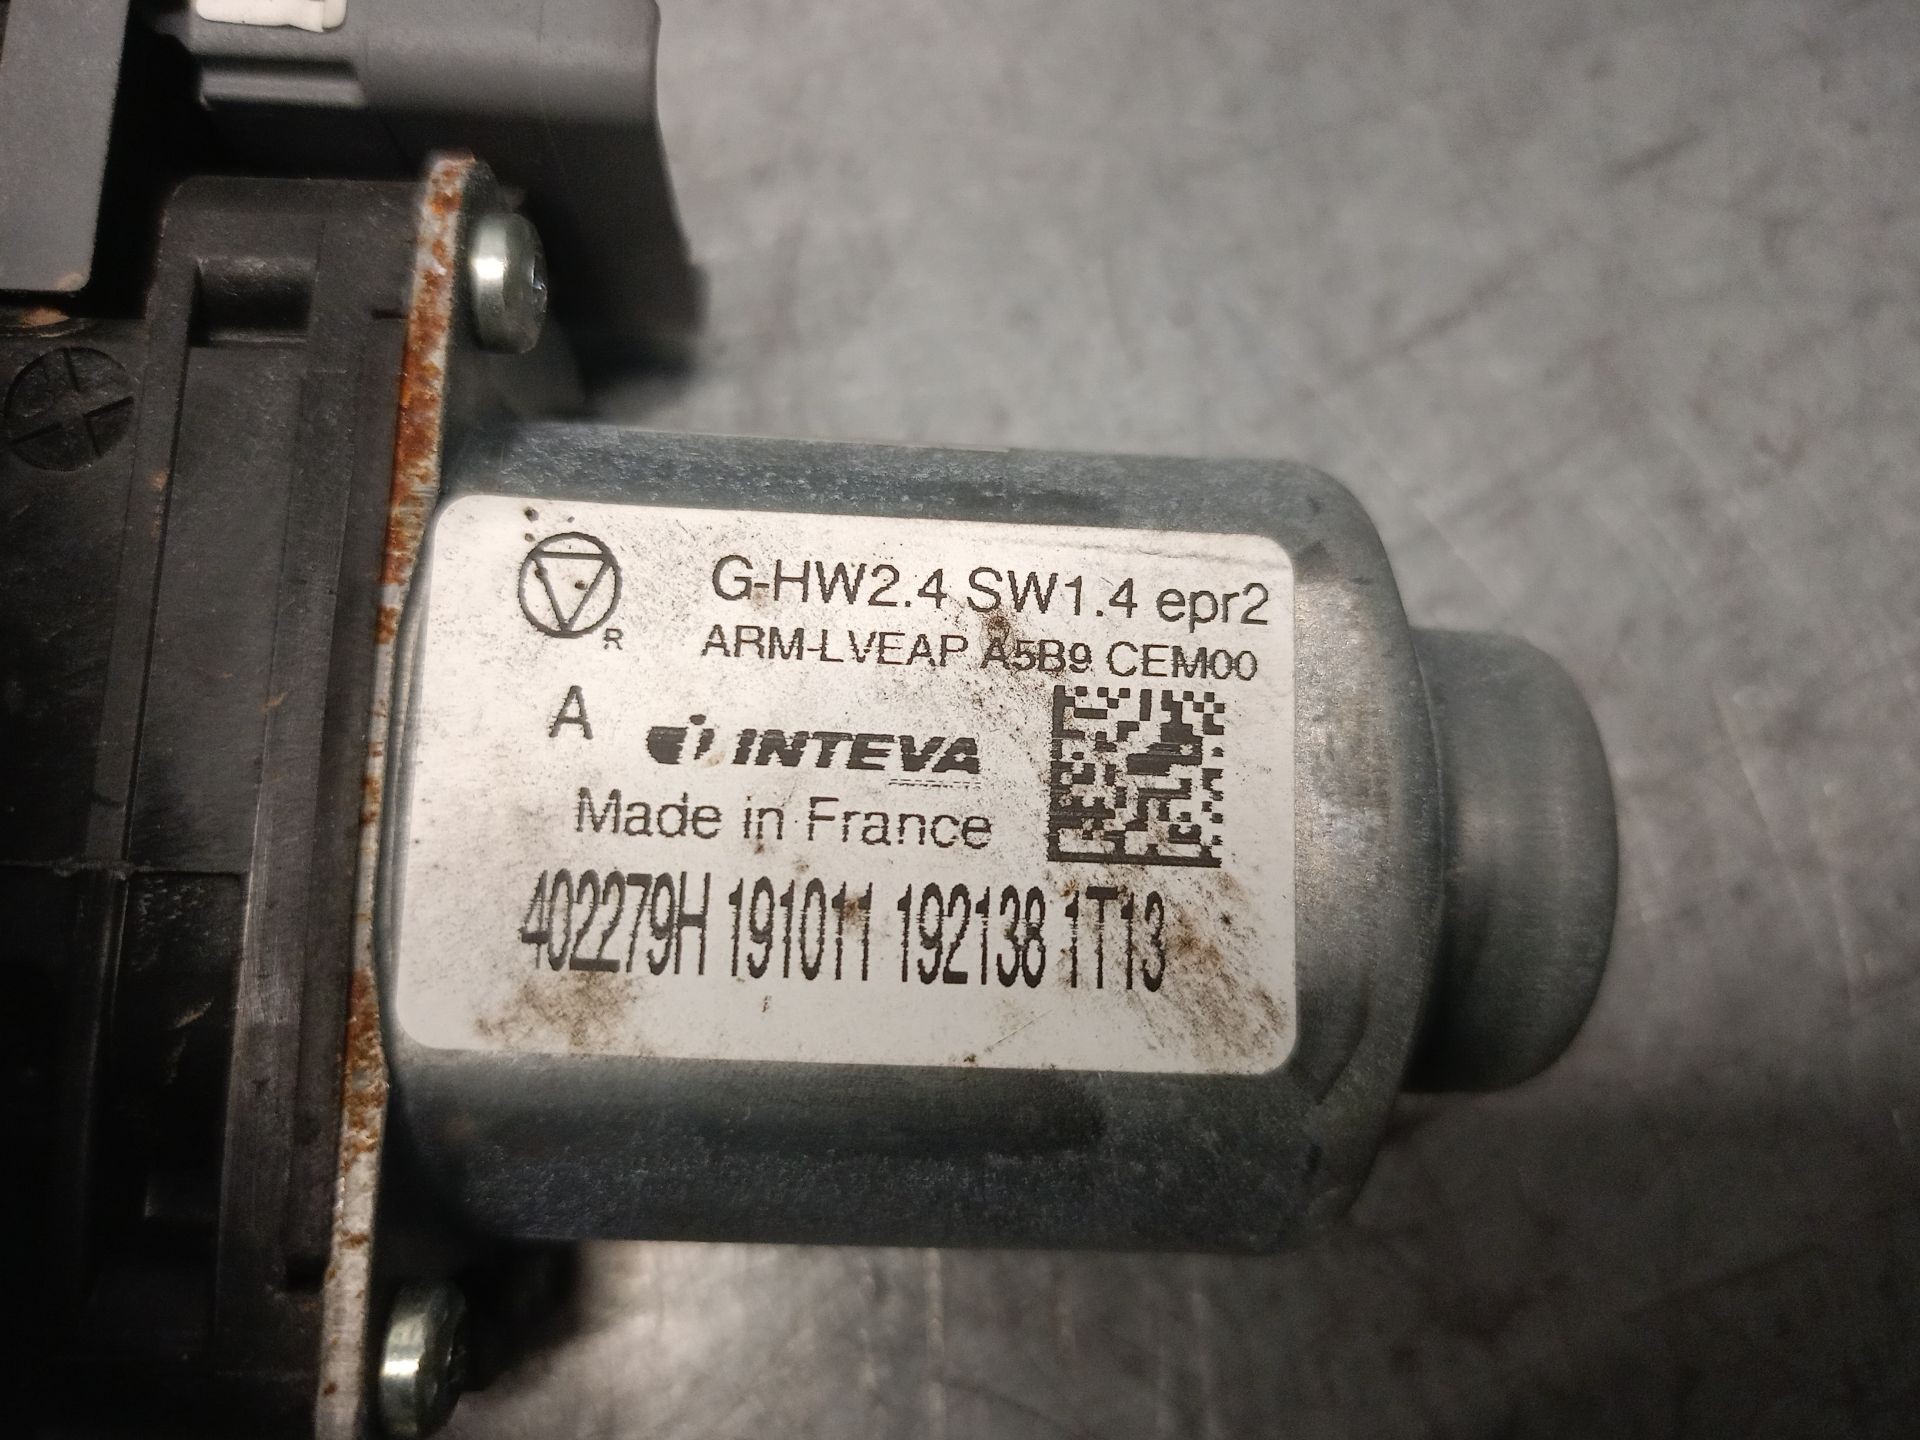 G-HW2.4 SW1.4 epr2
R
ARM-LVEAP A5B9 CEM00
A
INTEVA
Made in France
402279H 191011 192138 1T13